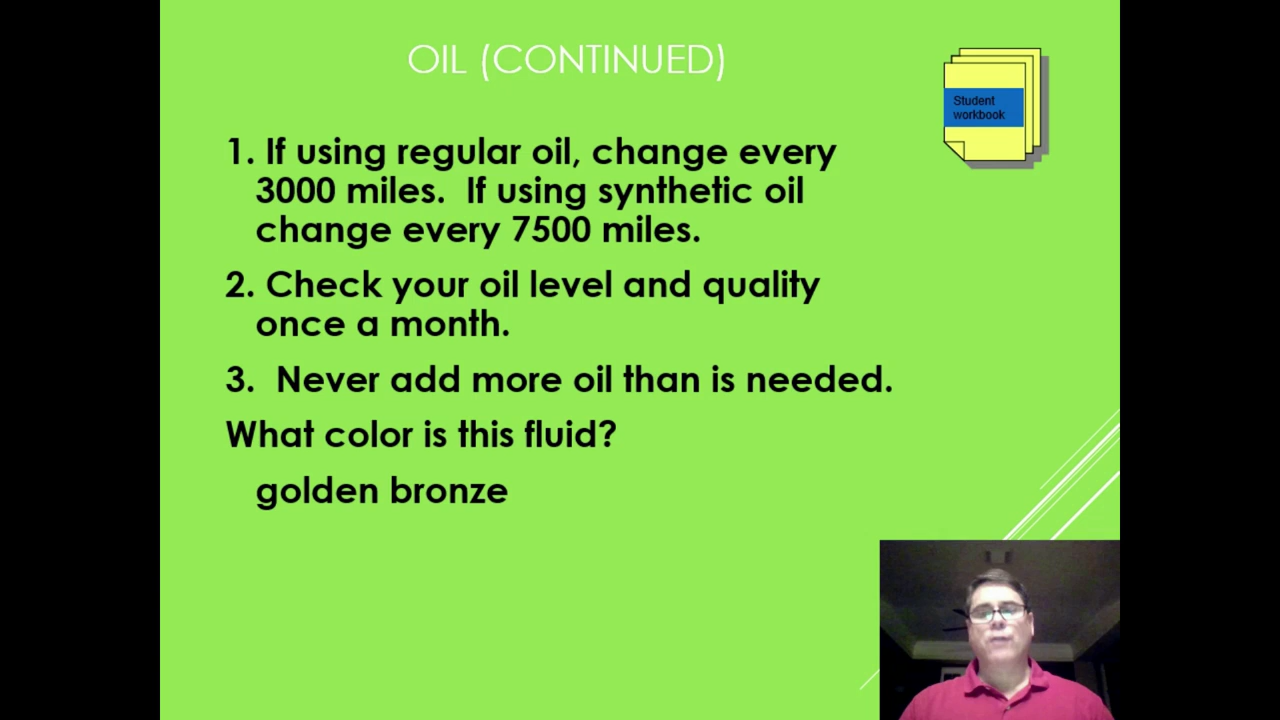 OIL (CONTINUED)
Student
workbook
1. If using regular oil, change every
3000 miles.  If using synthetic oil
change every 7500 miles.
2. Check your oil level and quality
once a month.
3.  Never add more oil than is needed.
What color is this fluid?
golden bronze